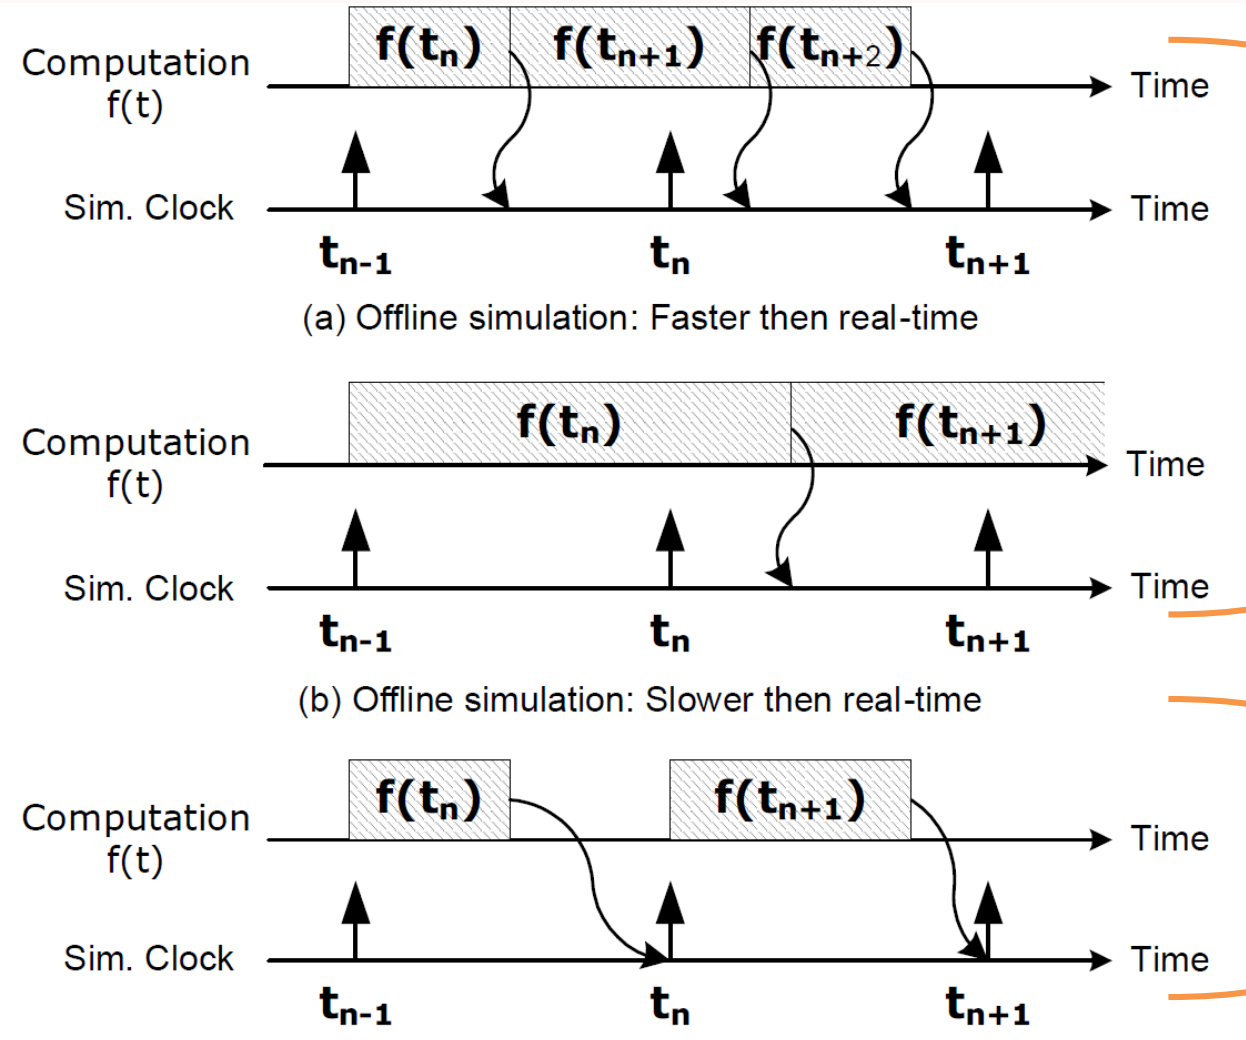 f(tn) f(tn+1) f(tn+2)
Computation
f(t)
Time
Sim. Clock
Time
tn-1 tn tn+1
(a) Offline simulation: Faster then real-time
f(tn) f(tn+1)
Computation
f(t)
Time
Sim. Clock
Time
tn-1 tn tn+1
(b) Offline simulation: Slower then real-time
f(tn) f(tn+1)
Computation
f(t)
Time
Sim. Clock
Time
tn-1 tn tn+1